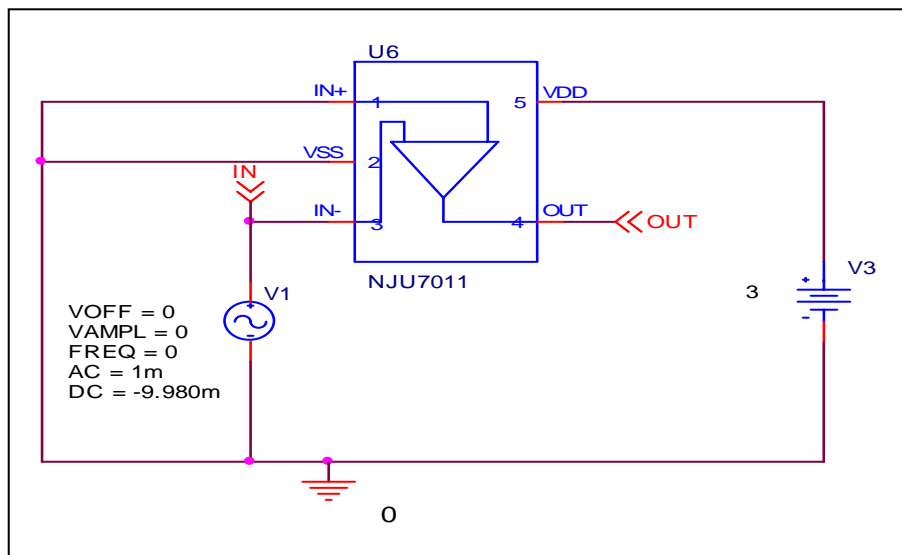 U6
IN+
1
5
VDD
VSS
2
IN
IN-
3
4
OUT
OUT
NJU7011
V1
V3
3
VOFF = 0
VAMPL = 0
FREQ = 0
AC = 1m
DC = -9.980m
+
-
+
-
0